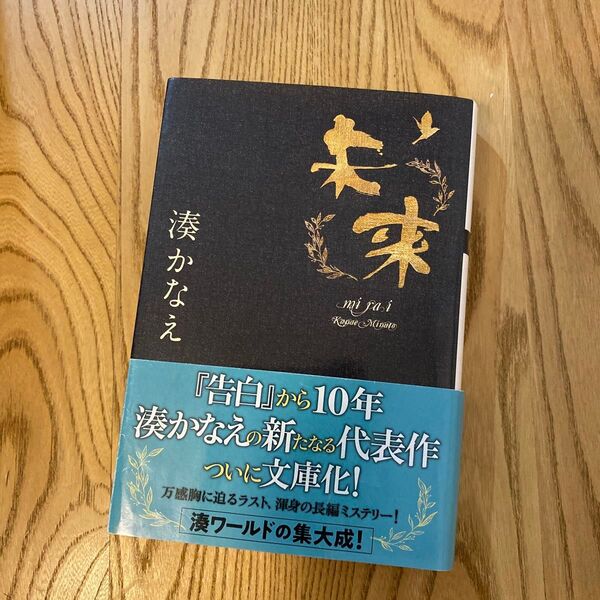 未来
mirai
Kanae Minato
湊かなえ
『告白』から10年
湊かなえの新たなる代表作
ついに文庫化!
万感胸に迫るラスト、渾身の長編ミステリー!
湊ワールドの集大成!